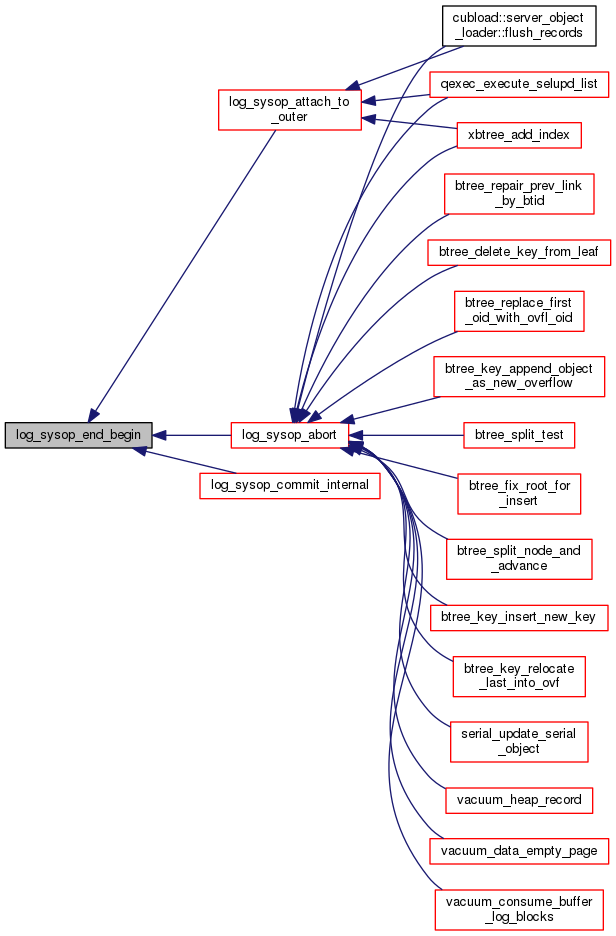 cubload::server_object
_loader::flush_records
log_sysop_attach_to
_outer
qexec_execute_selupd_list
xbtree_add_index
btree_repair_prev_link
_by_btid
btree_delete_key_from_leaf
btree_replace_first
_oid_with_ovfl_oid
btree_key_append_object
_as_new_overflow
log_sysop_end_begin
log_sysop_abort
btree_split_test
log_sysop_commit_internal
btree_fix_root_for
_insert
btree_split_node_and
_advance
btree_key_insert_new_key
btree_key_relocate
_last_into_ovf
serial_update_serial
_object
vacuum_heap_record
vacuum_data_empty_page
vacuum_consume_buffer
_log_blocks